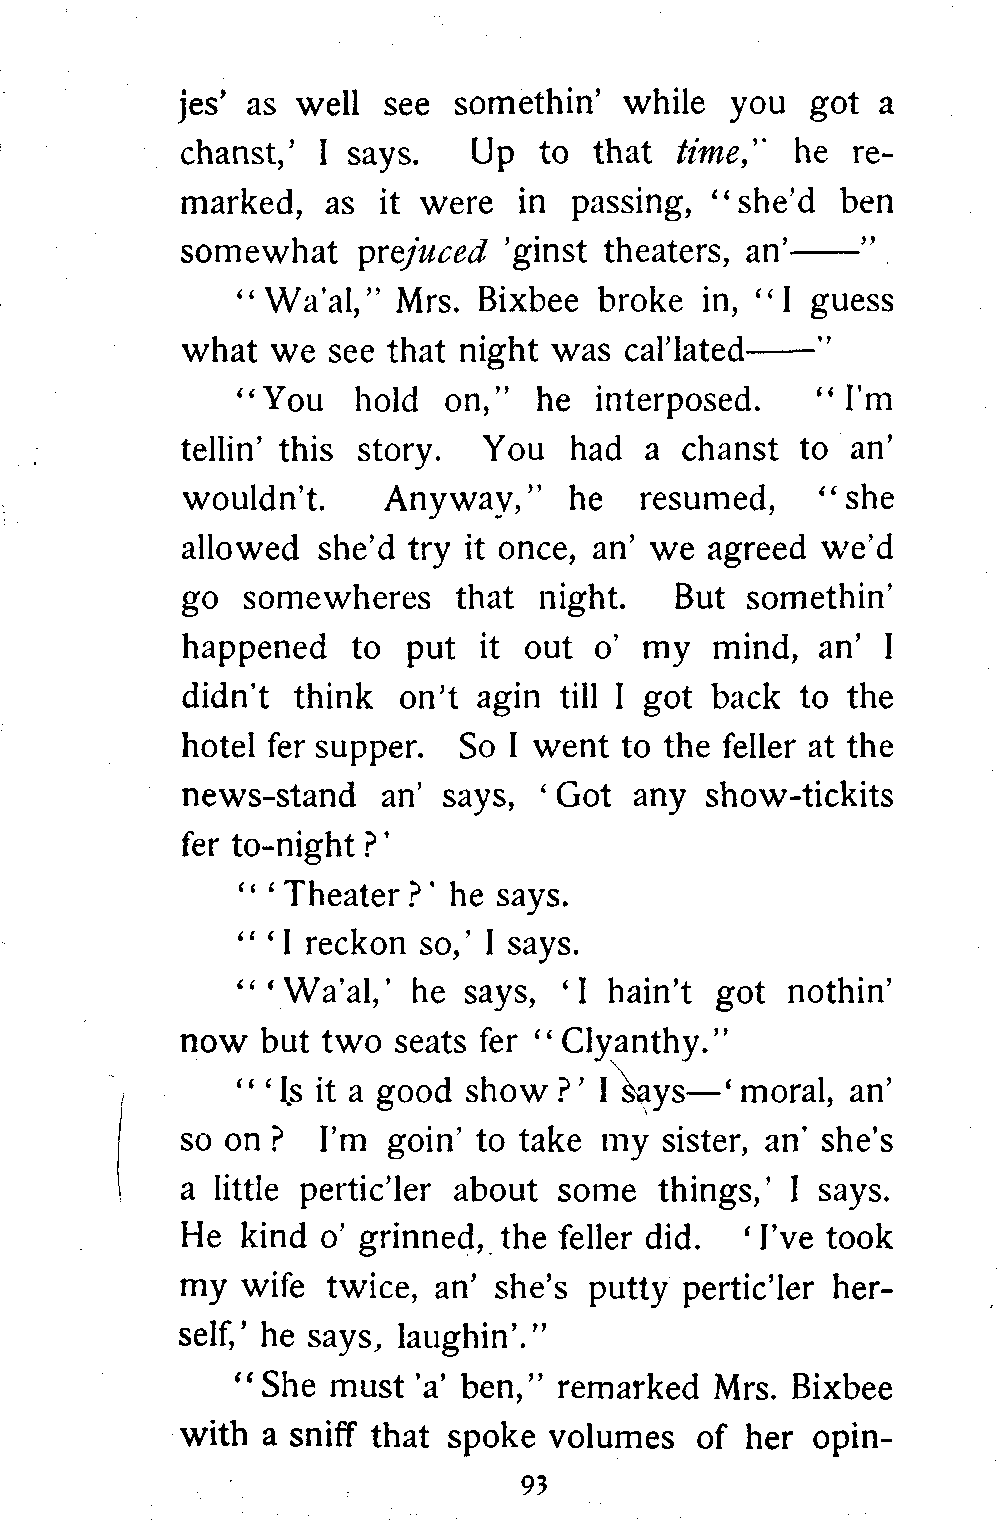 jes' as well see somethin' while you got a
chanst,' I says. Up to that time," he re-
marked, as it were in passing, "she'd ben
somewhat prejuced 'ginst theaters, an'——"
"Wa'al," Mrs. Bixbee broke in, "I guess
what we see that night was cal'lated——"
"You hold on," he interposed. "I'm
tellin' this story. You had a chanst to an'
wouldn't. Anyway," he resumed, "she
allowed she'd try it once, an' we agreed we'd
go somewheres that night. But somethin'
happened to put it out o' my mind, an' I
didn't think on't agin till I got back to the
hotel fer supper. So I went to the feller at the
news-stand an' says, 'Got any show-tickits
fer to-night?'
"'Theater?' he says.
"'I reckon so,' I says.
"'Wa'al,' he says, 'I hain't got nothin'
now but two seats fer "Clyanthy."
"'Is it a good show?' I says—'moral, an'
so on? I'm goin' to take my sister, an' she's
a little pertic'ler about some things,' I says.
He kind o' grinned, the feller did. 'I've took
my wife twice, an' she's putty pertic'ler her-
self,' he says, laughin'."
"She must 'a' ben," remarked Mrs. Bixbee
with a sniff that spoke volumes of her opin-
93